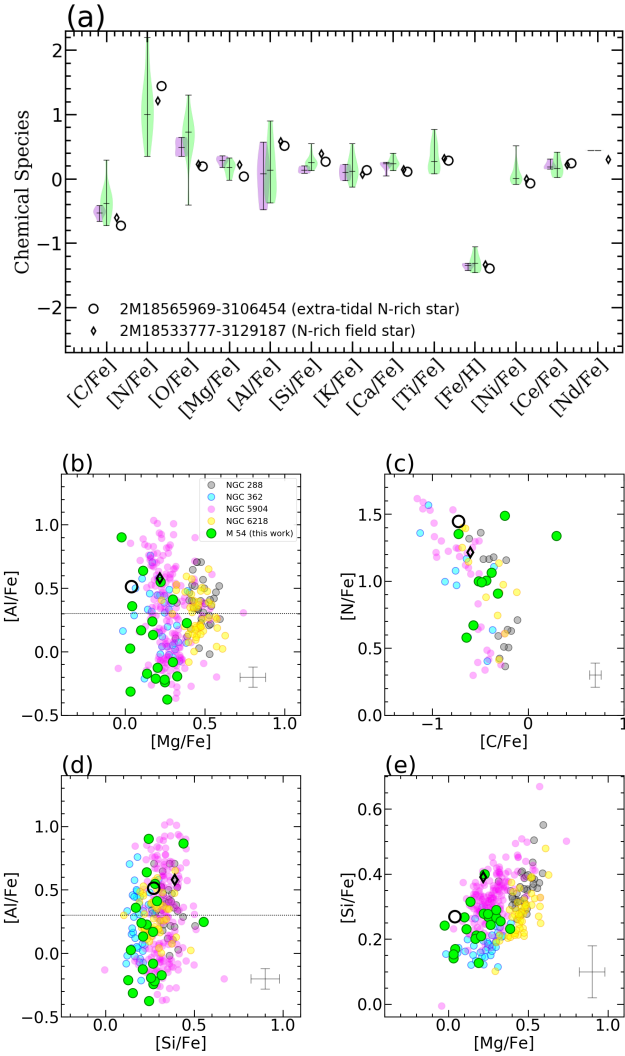 (a)
Chemical Species
2
1
0
−1
−2
2M18565969-3106454 (extra-tidal N-rich star)
2M18533777-3129187 (N-rich field star)
[C/Fe] [N/Fe] [O/Fe] [Mg/Fe] [Al/Fe] [Si/Fe] [K/Fe] [Ca/Fe] [Ti/Fe] [Fe/H] [Ni/Fe] [Ce/Fe] [Nd/Fe]
(b)
[Al/Fe]
1.0
0.5
0.0
−0.5
NGC 288
NGC 362
NGC 5904
NGC 6218
M 54 (this work)
0.0 0.5 1.0
[Mg/Fe]
(c)
[N/Fe]
1.5
1.0
0.5
0.0
−1 0 1
[C/Fe]
(d)
[Al/Fe]
1.0
0.5
0.0
−0.5
0.0 0.5 1.0
[Si/Fe]
(e)
[Si/Fe]
0.6
0.4
0.2
0.0
0.0 0.5 1.0
[Mg/Fe]